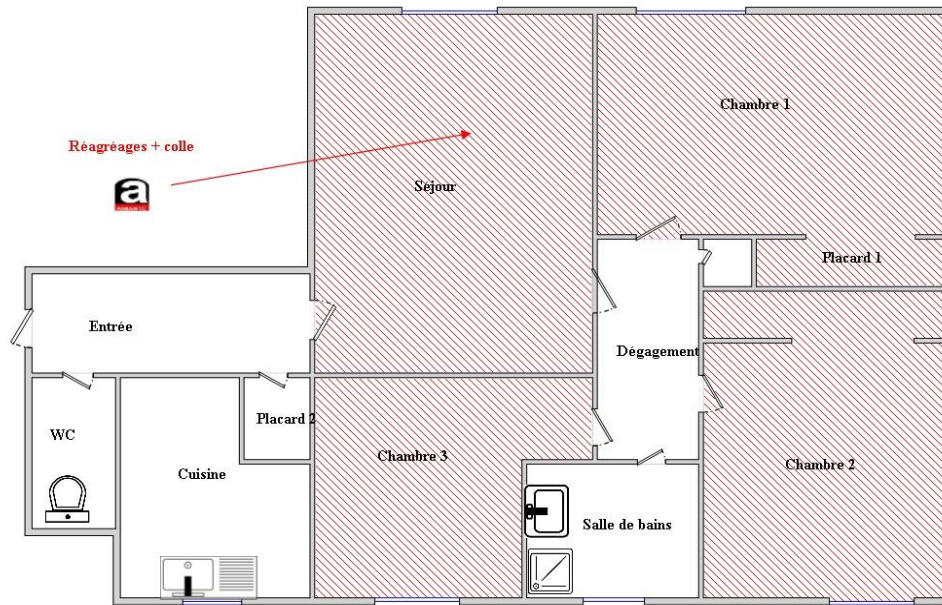 Chambre 1
Réagréages + colle
a
Séjour
Placard 1
Entrée
Dégagement
Placard 2
WC
Chambre 3
Chambre 2
Cuisine
Salle de bains